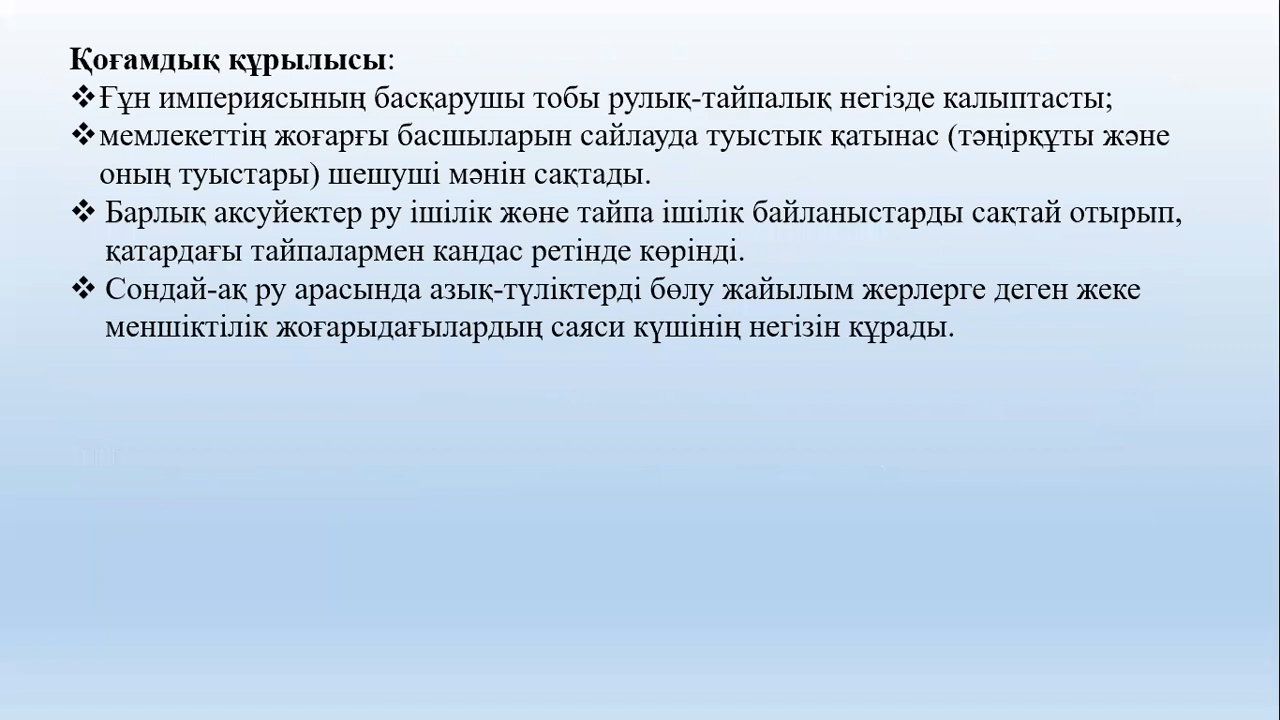 Қоғамдық құрылысы:
❖Ғұн империясының басқарушы тобы рулық-тайпалық негізде калыптасты;
❖мемлекеттің жоғарғы басшыларын сайлауда туыстык қатынас (тәңірқұты және
оның туыстары) шешуші мәнін сақтады.
❖ Барлық аксуйектер ру ішілік жөне тайпа ішілік байланыстарды сақтай отырып,
қатардағы тайпалармен кандас ретінде көрінді.
❖ Сондай-ақ ру арасында азық-түліктерді бөлу жайылым жерлерге деген жеке
меншіктілік жоғарыдағылардың саяси күшінің негізін құрады.